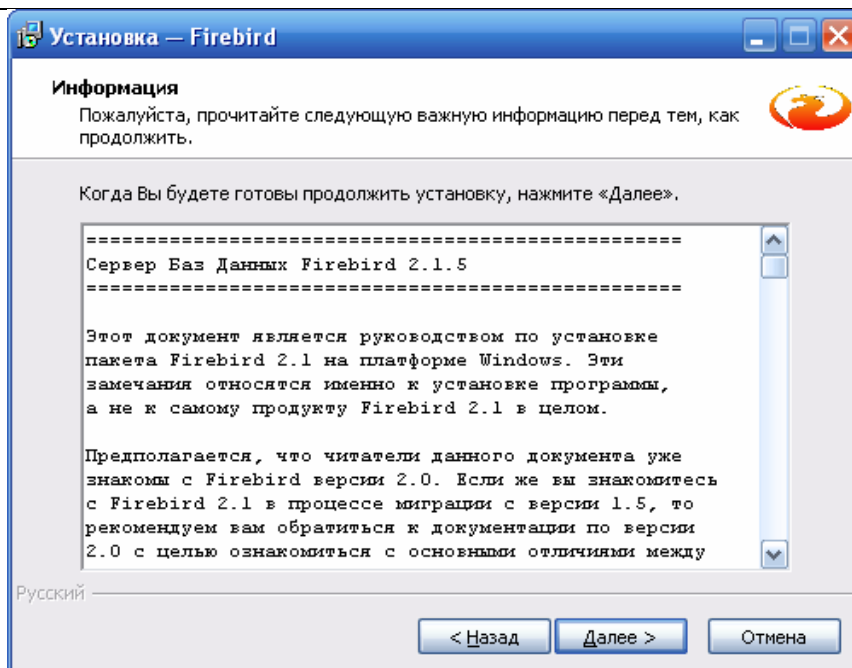 Установка — Firebird
Информация
Пожалуйста, прочитайте следующую важную информацию перед тем, как
продолжить.
Когда Вы будете готовы продолжить установку, нажмите «Далее».
==================================================
Сервер Баз Данных Firebird 2.1.5
==================================================
Этот документ является руководством по установке
пакета Firebird 2.1 на платформе Windows. Эти
замечания относятся именно к установке программы,
а не к самому продукту Firebird 2.1 в целом.
Предполагается, что читатели данного документа уже
знакомы с Firebird версии 2.0. Если же вы знакомитесь
с Firebird 2.1 в процессе миграции с версии 1.5, то
рекомендуем вам обратиться к документации по версии
2.0 с целью ознакомиться с основными отличиями между
Русский
< Назад Далее > Отмена